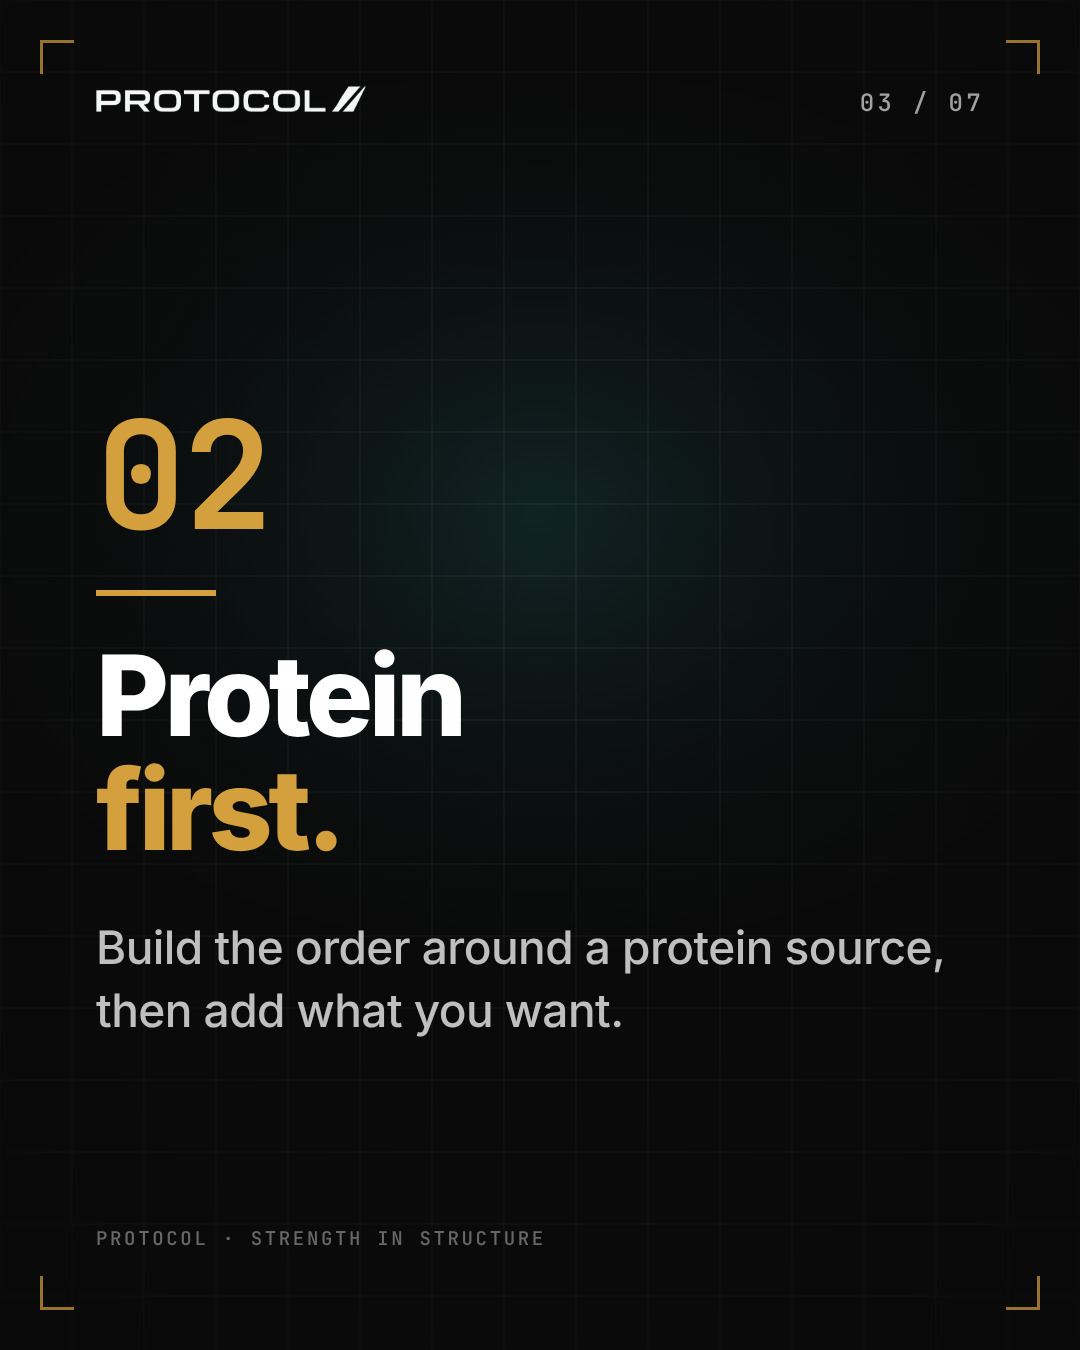 PROTOCOL
03 / 07
02
Protein
first.
Build the order around a protein source,
then add what you want.
PROTOCOL · STRENGTH IN STRUCTURE